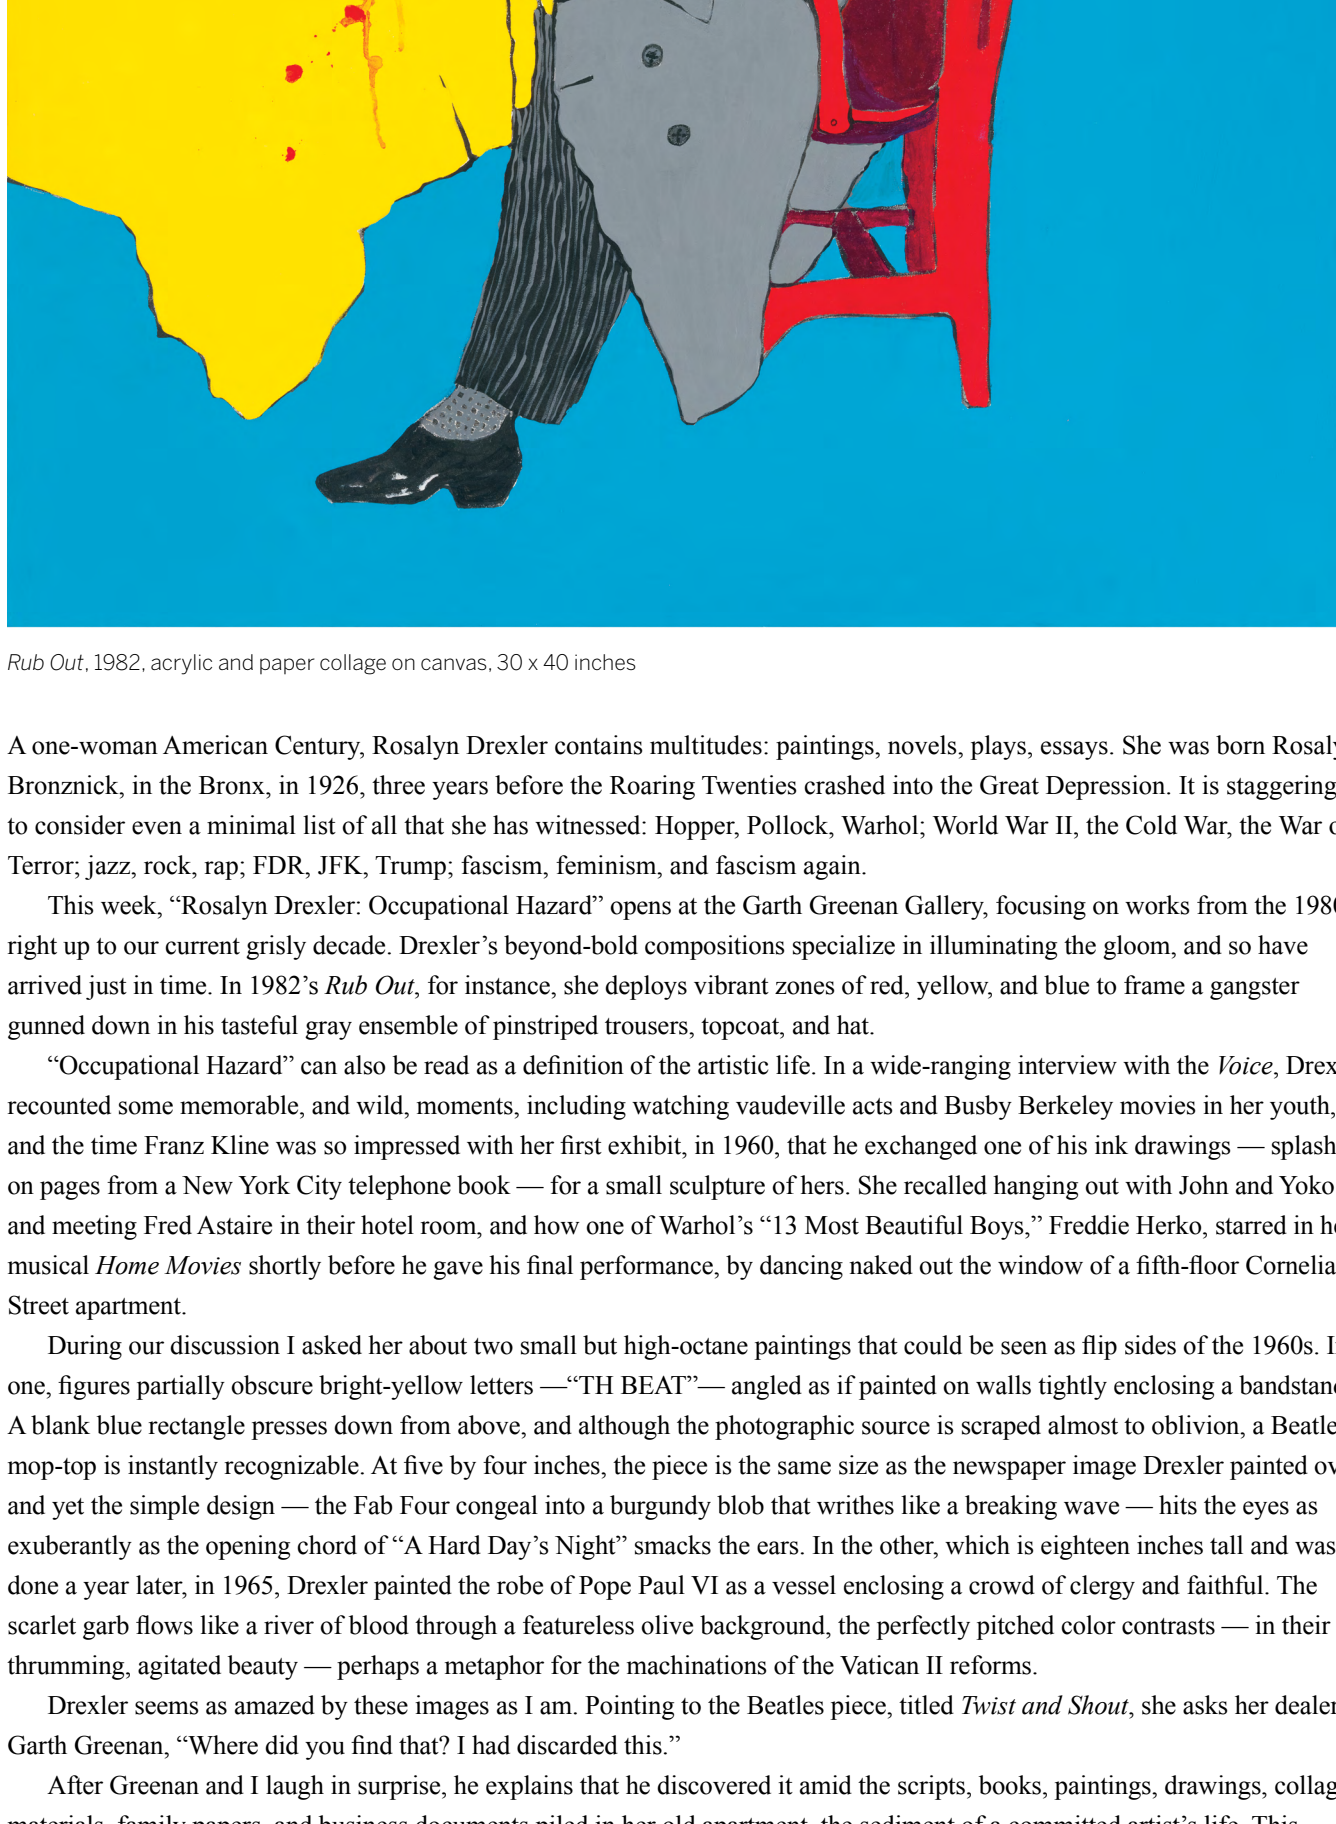 Rub Out, 1982, acrylic and paper collage on canvas, 30 x 40 inches
A one-woman American Century, Rosalyn Drexler contains multitudes: paintings, novels, plays, essays. She was born
Bronznick, in the Bronx, in 1926, three years before the Roaring Twenties crashed into the Great Depression. It is staggering
to consider even a minimal list of all that she has witnessed: Hopper, Pollock, Warhol; World War II, the Cold War, the War
Terror; jazz, rock, rap; FDR, JFK, Trump; fascism, feminism, and fascism again.
This week, “Rosalyn Drexler: Occupational Hazard” opens at the Garth Greenan Gallery, focusing on works from the
right up to our current grisly decade. Drexler’s beyond-bold compositions specialize in illuminating the gloom, and so have
arrived just in time. In 1982’s Rub Out, for instance, she deploys vibrant zones of red, yellow, and blue to frame a gangster
gunned down in his tasteful gray ensemble of pinstriped trousers, topcoat, and hat.
“Occupational Hazard” can also be read as a definition of the artistic life. In a wide-ranging interview with the Voice,
recounted some memorable, and wild, moments, including watching vaudeville acts and Busby Berkeley movies in her youth,
and the time Franz Kline was so impressed with her first exhibit, in 1960, that he exchanged one of his ink drawings — splash
on pages from a New York City telephone book — for a small sculpture of hers. She recalled hanging out with John and Yoko
and meeting Fred Astaire in their hotel room, and how one of Warhol’s “13 Most Beautiful Boys,” Freddie Herko, starred in
musical Home Movies shortly before he gave his final performance, by dancing naked out the window of a fifth-floor Cornelia
Street apartment.
During our discussion I asked her about two small but high-octane paintings that could be seen as flip sides of the 1960s.
one, figures partially obscure bright-yellow letters —“TH BEAT”— angled as if painted on walls tightly enclosing a bandstand
A blank blue rectangle presses down from above, and although the photographic source is scraped almost to oblivion, a Beatle
mop-top is instantly recognizable. At five by four inches, the piece is the same size as the newspaper image Drexler painted
and yet the simple design — the Fab Four congeal into a burgundy blob that writhes like a breaking wave — hits the eyes as
exuberantly as the opening chord of “A Hard Day’s Night” smacks the ears. In the other, which is eighteen inches tall and was
done a year later, in 1965, Drexler painted the robe of Pope Paul VI as a vessel enclosing a crowd of clergy and faithful. The
scarlet garb flows like a river of blood through a featureless olive background, the perfectly pitched color contrasts — in their
thrumming, agitated beauty — perhaps a metaphor for the machinations of the Vatican II reforms.
Drexler seems as amazed by these images as I am. Pointing to the Beatles piece, titled Twist and Shout, she asks her dealer
Garth Greenan, “Where did you find that? I had discarded this.”
After Greenan and I laugh in surprise, he explains that he discovered it amid the scripts, books, paintings, drawings,
materials, family papers, and business documents piled in her old apartment, the sediment of a committed artist’s life. This